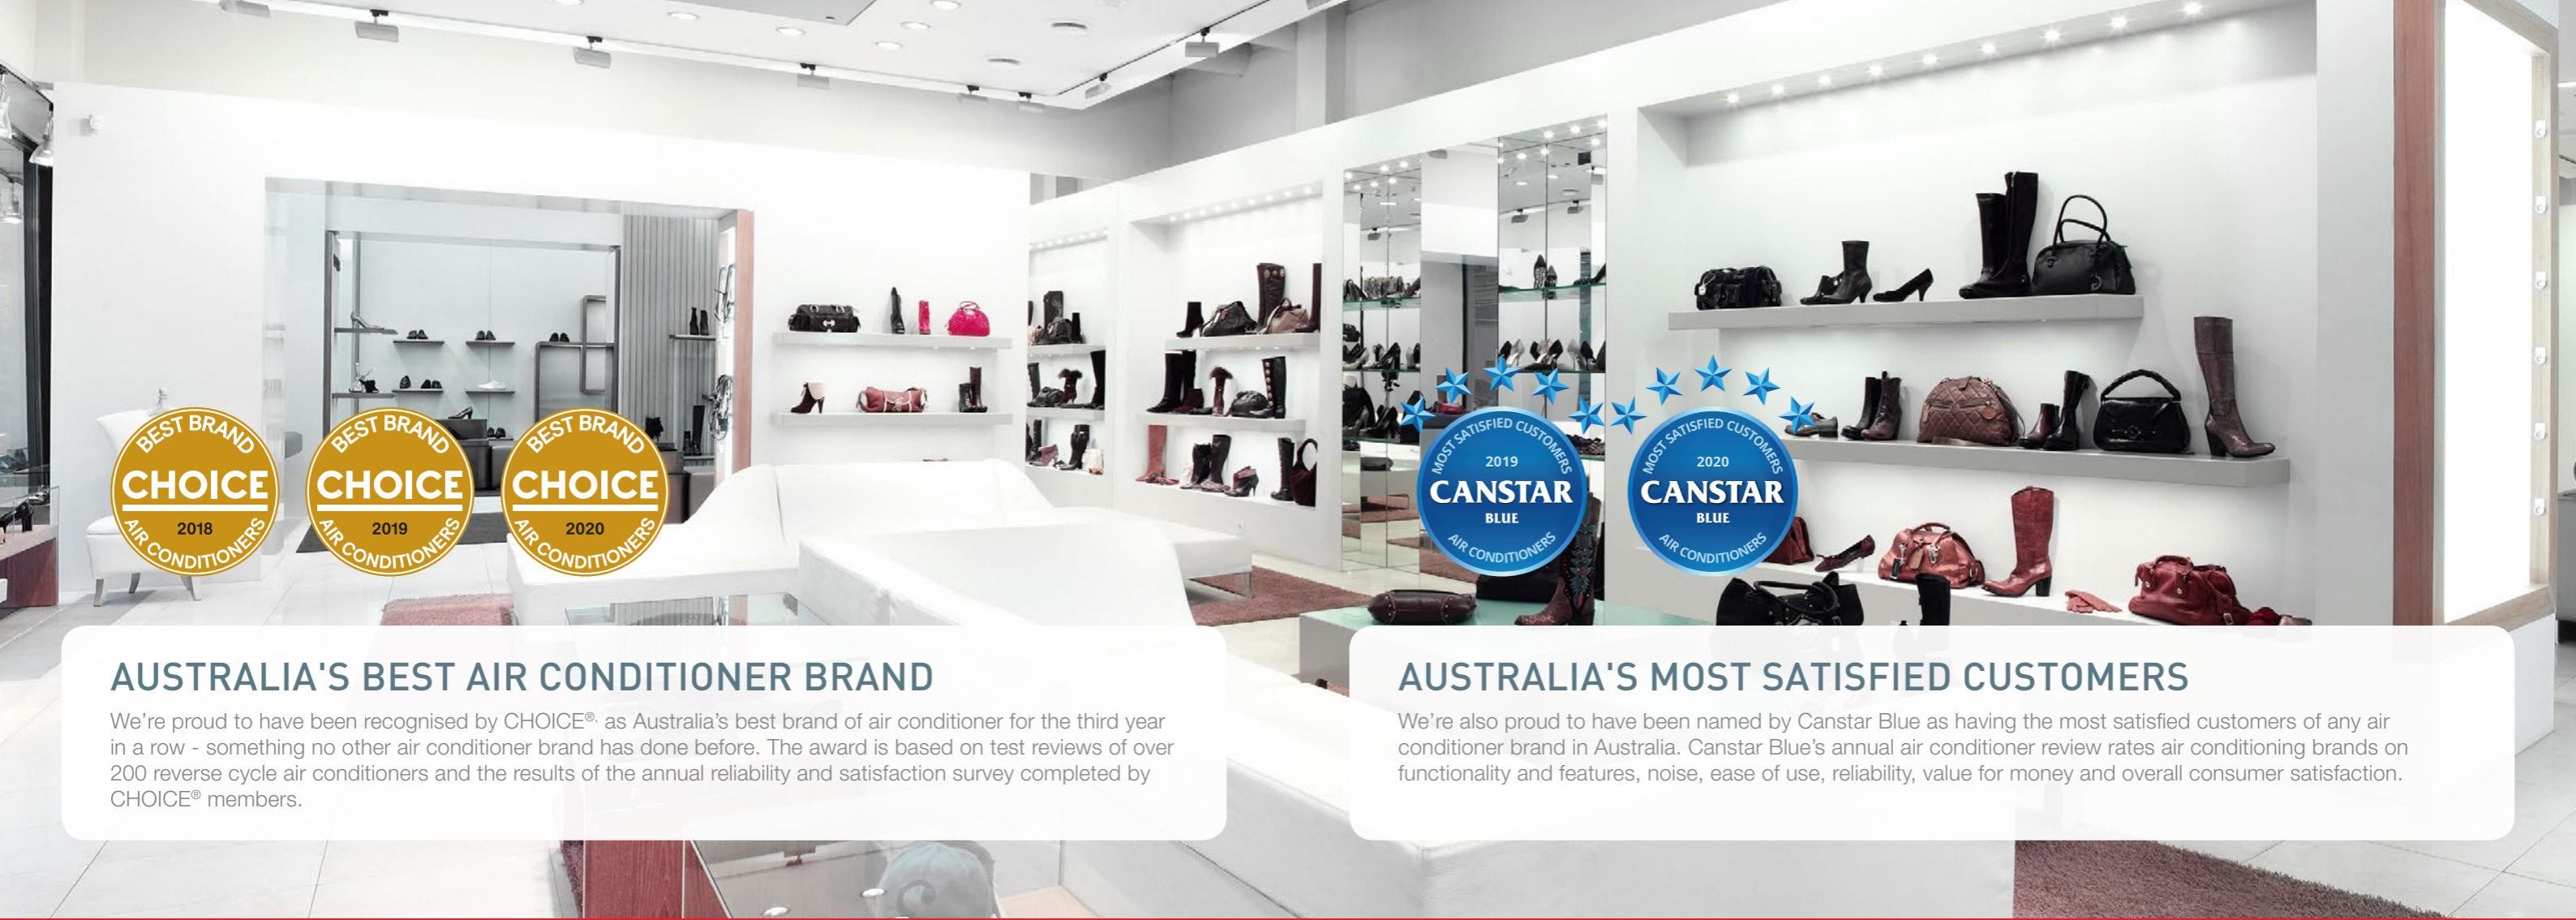 BEST BRAND
CHOICE
2018
AIR CONDITIONERS
BEST BRAND
CHOICE
2019
AIR CONDITIONERS
BEST BRAND
CHOICE
2020
AIR CONDITIONERS
MOST SATISFIED CUSTOMERS
2019
CANSTAR
BLUE
AIR CONDITIONERS
MOST SATISFIED CUSTOMERS
2020
CANSTAR
BLUE
AIR CONDITIONERS
AUSTRALIA'S BEST AIR CONDITIONER BRAND
We’re proud to have been recognised by CHOICE®, as Australia’s best brand of air conditioner for the third year
in a row - something no other air conditioner brand has done before. The award is based on test reviews of over
200 reverse cycle air conditioners and the results of the annual reliability and satisfaction survey completed by
CHOICE® members.
AUSTRALIA'S MOST SATISFIED CUSTOMERS
We’re also proud to have been named by Canstar Blue as having the most satisfied customers of any air
conditioner brand in Australia. Canstar Blue’s annual air conditioner review rates air conditioning brands on
functionality and features, noise, ease of use, reliability, value for money and overall consumer satisfaction.